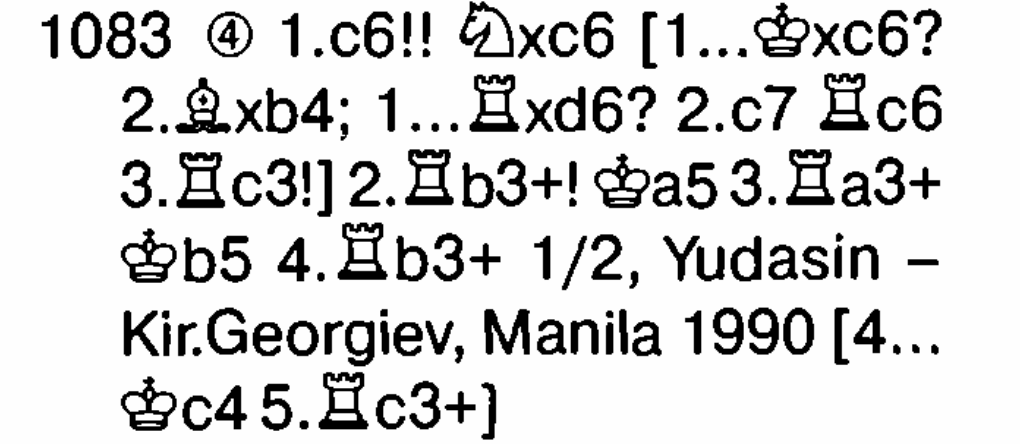 1083 ④ 1.c6!! ♘xc6 [1...♔xc6?
2.♗xb4; 1...♖xd6? 2.c7 ♖c6
3.♖c3!] 2.♖b3+! ♔a5 3.♖a3+
♔b5 4.♖b3+ 1/2, Yudasin –
Kir.Georgiev, Manila 1990 [4...
♔c4 5.♖c3+]